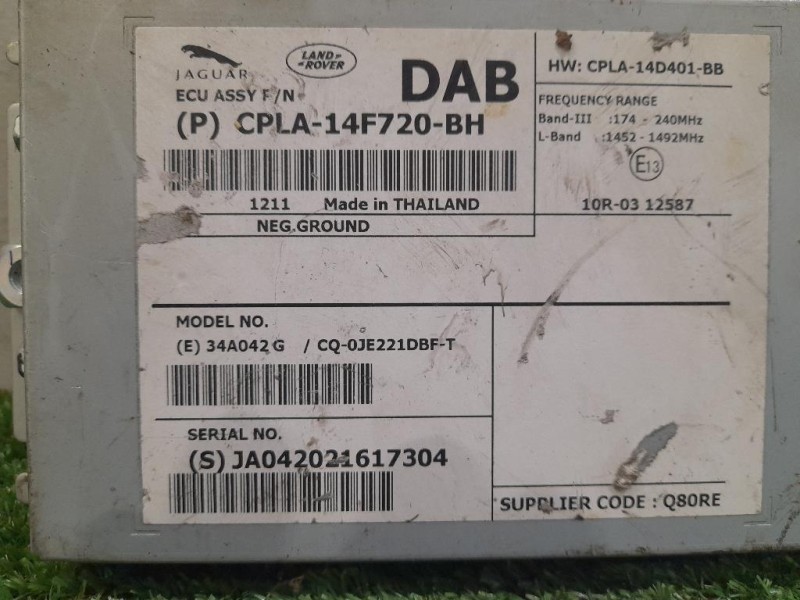 JAGUAR
LAND-
-ROVER
DAB
ECU ASSY P/N
(P) CPLA-14F720-BH
1211 Made in THAILAND
NEG.GROUND
HW: CPLA-14D401-BB
FREQUENCY RANGE
Band-III :174 - 240MHz
L-Band :1452 - 1492MHz
E13
10R-03 12587
MODEL NO.
(E) 34A042 G / CQ-0JE221DBF-T
SERIAL NO.
(S) JA042021617304
SUPPLIER CODE : Q80RE